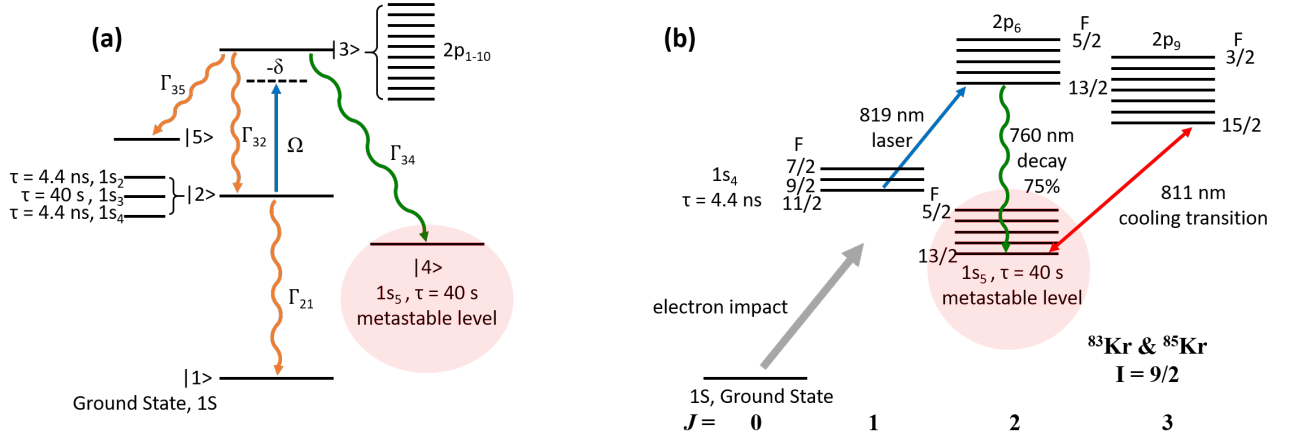 (a)
|3>
2p1-10
-δ
Γ35
|5>
Γ32
Ω
Γ34
τ = 4.4 ns, 1s2
τ = 40 s, 1s3
τ = 4.4 ns, 1s4
|2>
|4>
1s5 , τ = 40 s
metastable level
Γ21
|1>
Ground State, 1S
(b)
2p6
F
5/2
13/2
2p9
F
3/2
15/2
819 nm
laser
760 nm
decay
75%
811 nm
cooling transition
1s4
τ = 4.4 ns
F
7/2
9/2
11/2
F
5/2
13/2
1s5 , τ = 40 s
metastable level
electron impact
83Kr & 85Kr
I = 9/2
1S, Ground State
J = 0 1 2 3